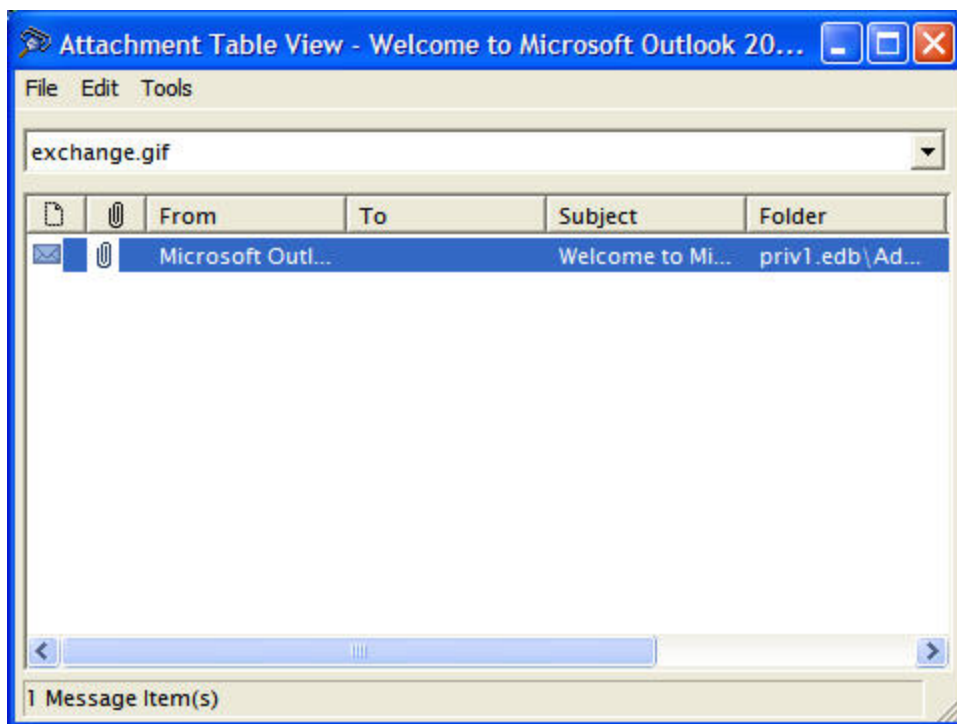 Attachment Table View - Welcome to Microsoft Outlook 20...
File Edit Tools
exchange.gif
From To Subject Folder
Microsoft Outl... Welcome to Mi... priv1.edb\Ad...
1 Message Item(s)